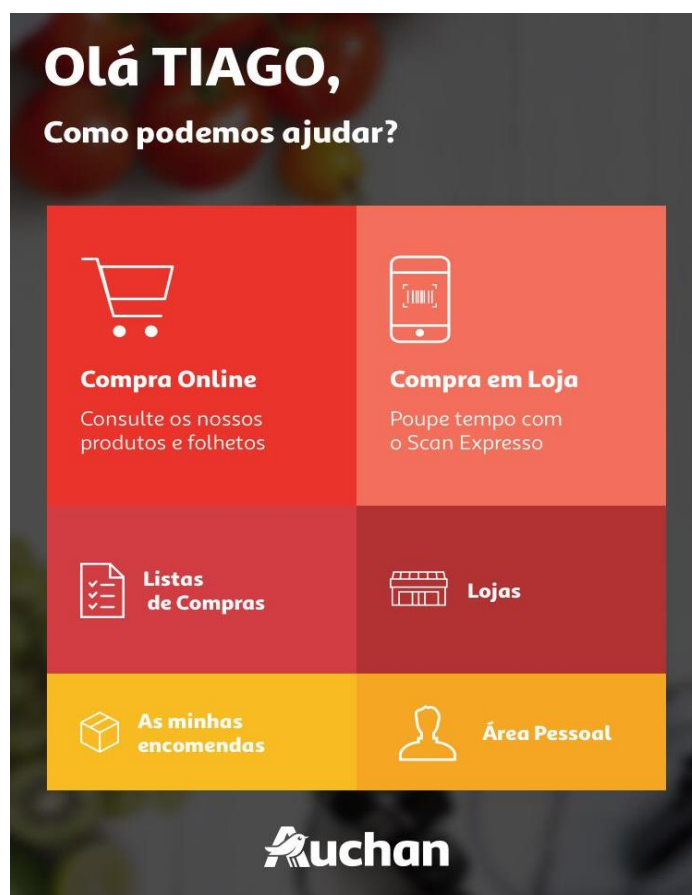 Olá TIAGO,
Como podemos ajudar?
Compra Online
Consulte os nossos
produtos e folhetos
Compra em Loja
Poupe tempo com
o Scan Expresso
Listas
de Compras
Lojas
As minhas
encomendas
Área Pessoal
Auchan